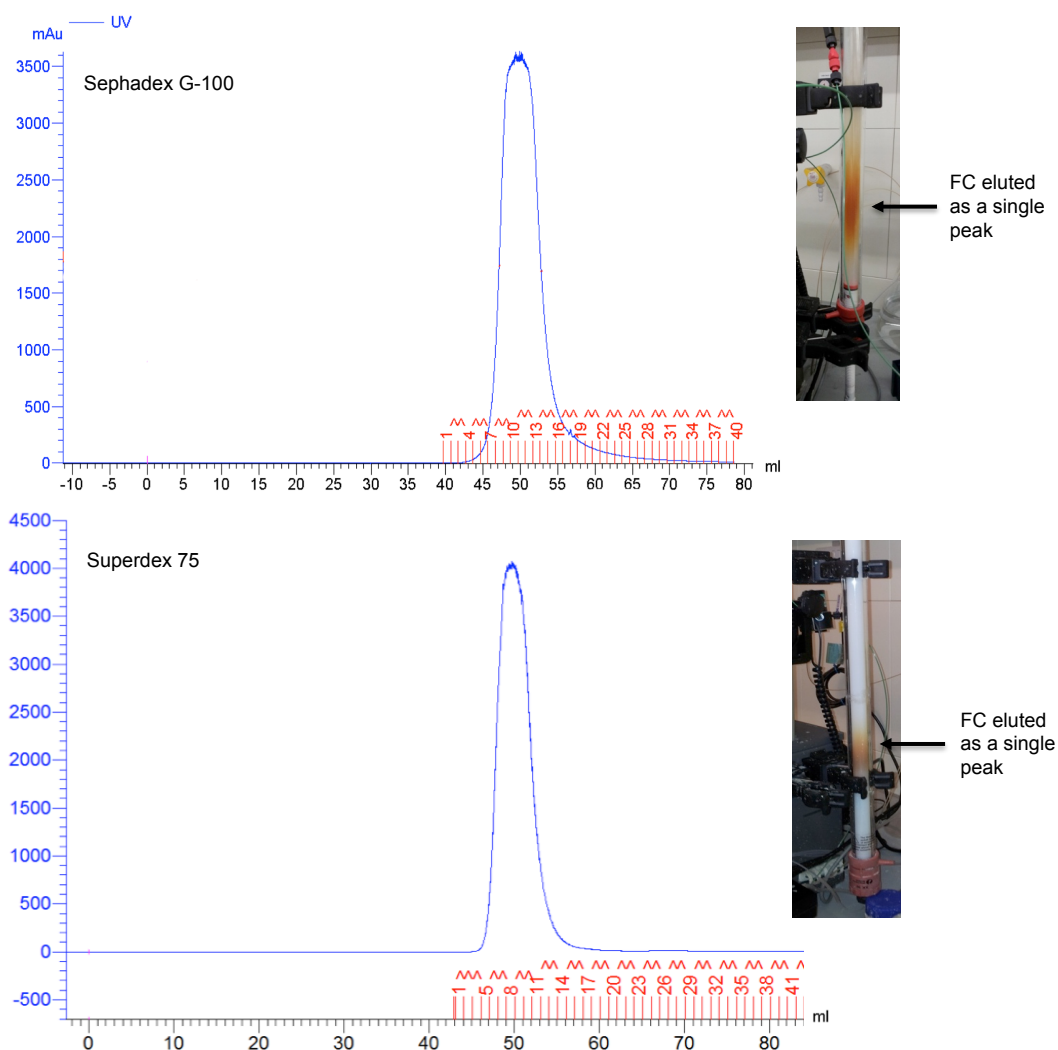 UV
mAu
Sephadex G-100
3500
3000
2500
2000
1500
1000
500
0
1 4 7 10 13 16 19 22 25 28 31 34 37 40
ml
-10 -5 0 5 10 15 20 25 30 35 40 45 50 55 60 65 70 75 80
FC eluted
as a single
peak
Superdex 75
4500
4000
3500
3000
2500
2000
1500
1000
500
0
-500
1 5 8 11 14 17 20 23 26 29 32 35 38 41
ml
0 10 20 30 40 50 60 70 80
FC eluted
as a single
peak